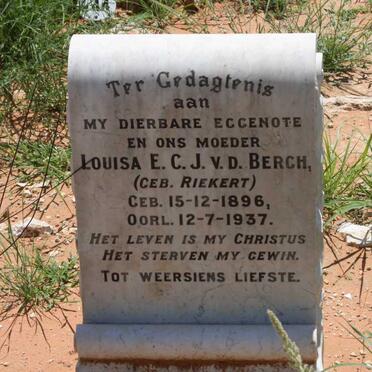 Ter Gedagtenis
aan
MY DIERBARE EGGENOTE
EN ONS MOEDER
LOUISA E. C. J. V. D. BERGH,
(GEB. RIEKERT)
GEB. 15-12-1896,
OORL. 12-7-1937.
HET LEVEN IS MY CHRISTUS
HET STERVEN MY GEWIN.
TOT WEERSIENS LIEFSTE.